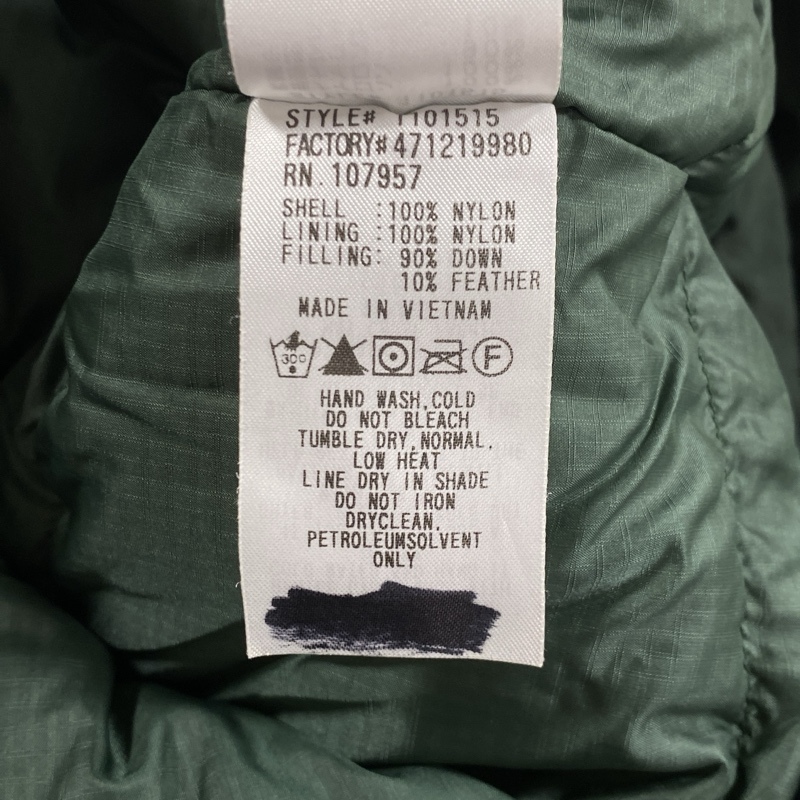 STYLE# 1101515
FACTORY# 471219980
RN. 107957
SHELL :100% NYLON
LINING :100% NYLON
FILLING: 90% DOWN
10% FEATHER
MADE IN VIETNAM
30C F
HAND WASH,COLD
DO NOT BLEACH
TUMBLE DRY,NORMAL,
LOW HEAT
LINE DRY IN SHADE
DO NOT IRON
DRYCLEAN,
PETROLEUMSOLVENT
ONLY